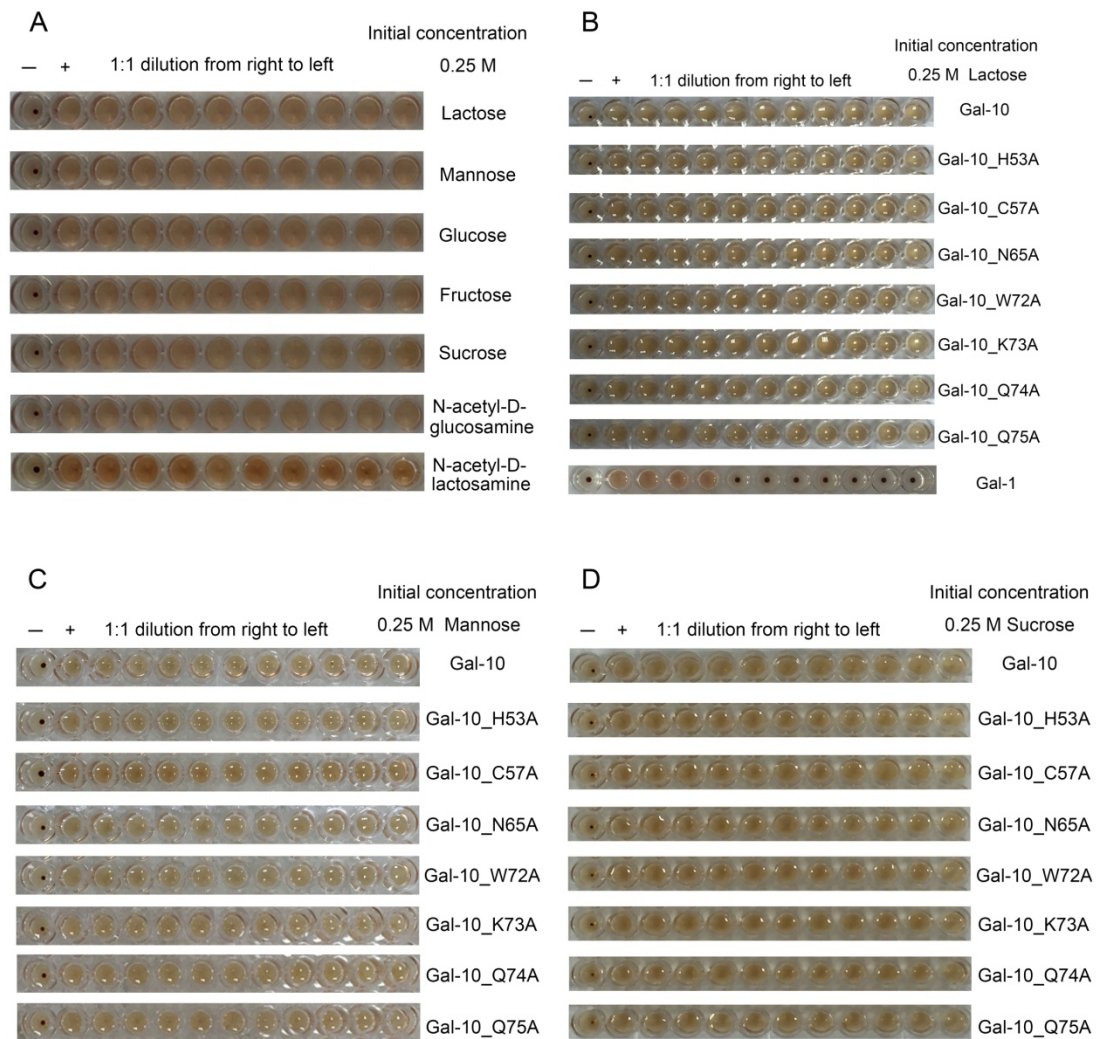 A
Initial concentration
— + 1:1 dilution from right to left 0.25 M
Lactose
Mannose
Glucose
Fructose
Sucrose
N-acetyl-D-
glucosamine
N-acetyl-D-
lactosamine
B
Initial concentration
— + 1:1 dilution from right to left 0.25 M Lactose
Gal-10
Gal-10_H53A
Gal-10_C57A
Gal-10_N65A
Gal-10_W72A
Gal-10_K73A
Gal-10_Q74A
Gal-10_Q75A
Gal-1
C
Initial concentration
— + 1:1 dilution from right to left 0.25 M Mannose
Gal-10
Gal-10_H53A
Gal-10_C57A
Gal-10_N65A
Gal-10_W72A
Gal-10_K73A
Gal-10_Q74A
Gal-10_Q75A
D
Initial concentration
— + 1:1 dilution from right to left 0.25 M Sucrose
Gal-10
Gal-10_H53A
Gal-10_C57A
Gal-10_N65A
Gal-10_W72A
Gal-10_K73A
Gal-10_Q74A
Gal-10_Q75A